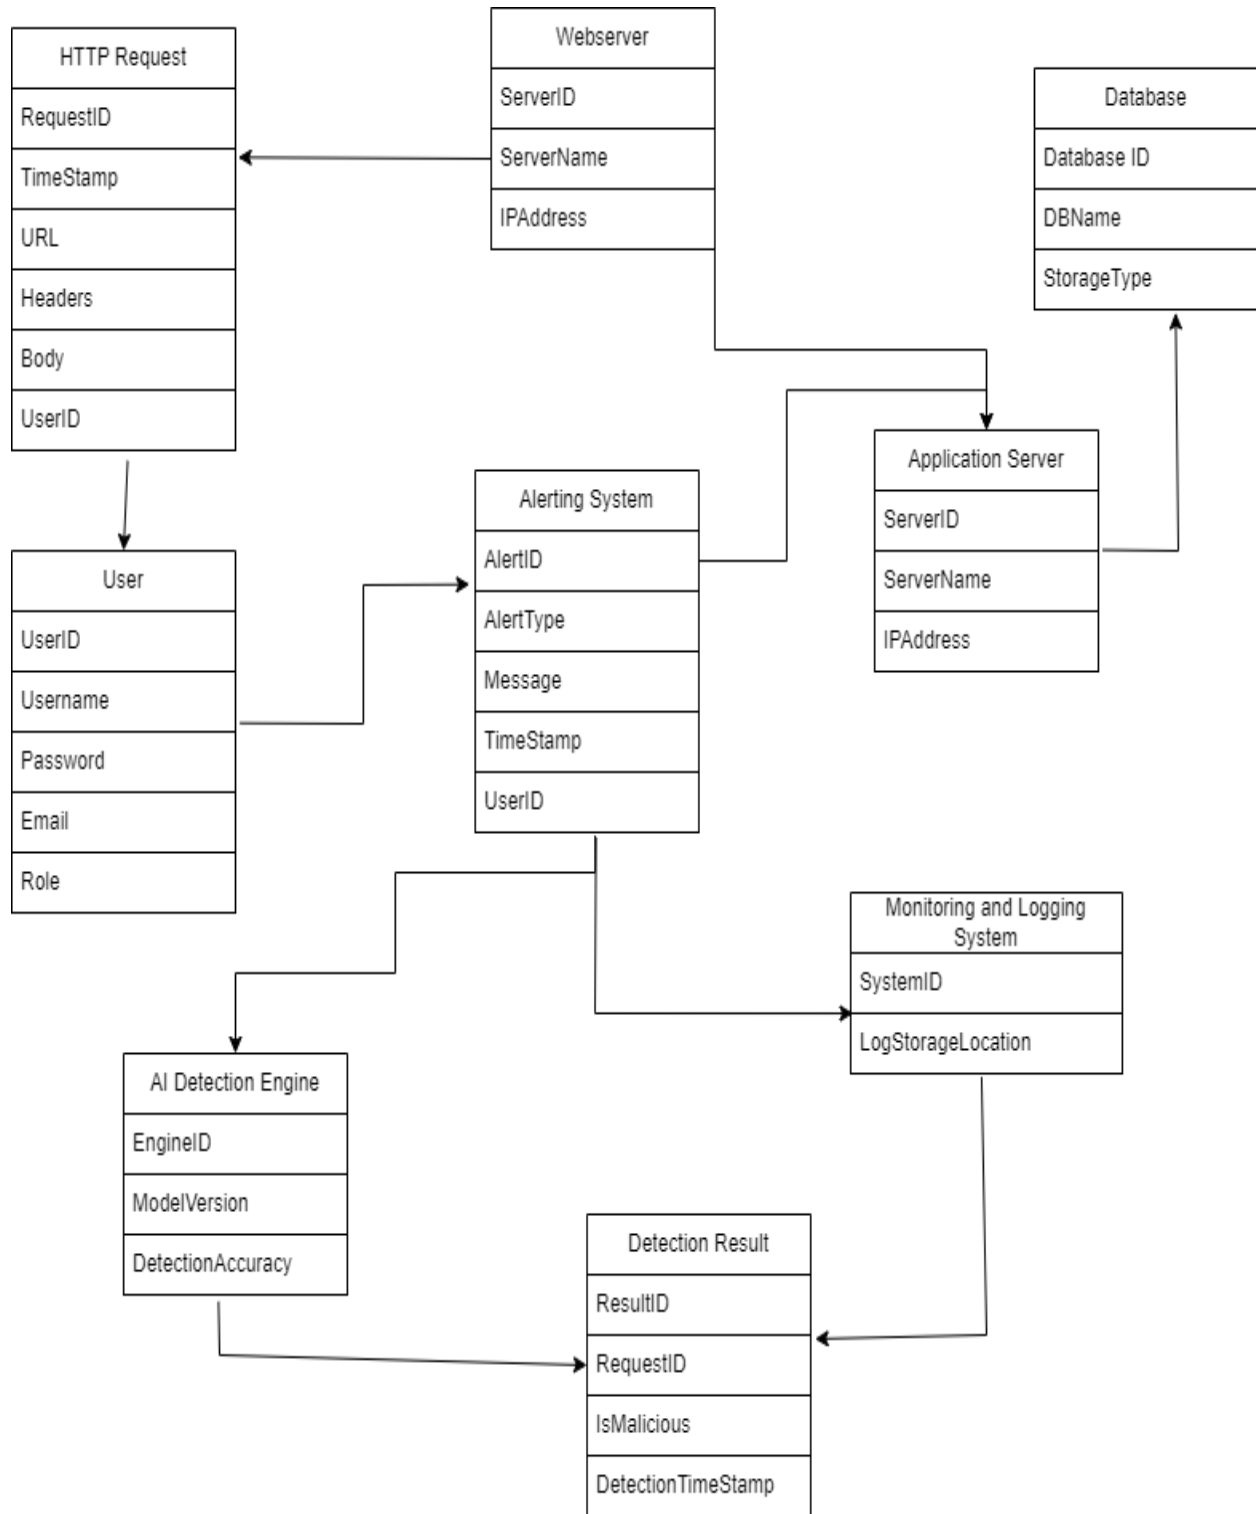 HTTP Request
RequestID
TimeStamp
URL
Headers
Body
UserID
Webserver
ServerID
ServerName
IPAddress
Database
Database ID
DBName
StorageType
Application Server
ServerID
ServerName
IPAddress
Alerting System
AlertID
AlertType
Message
TimeStamp
UserID
User
UserID
Username
Password
Email
Role
Monitoring and Logging
System
SystemID
LogStorageLocation
AI Detection Engine
EngineID
ModelVersion
DetectionAccuracy
Detection Result
ResultID
RequestID
IsMalicious
DetectionTimeStamp